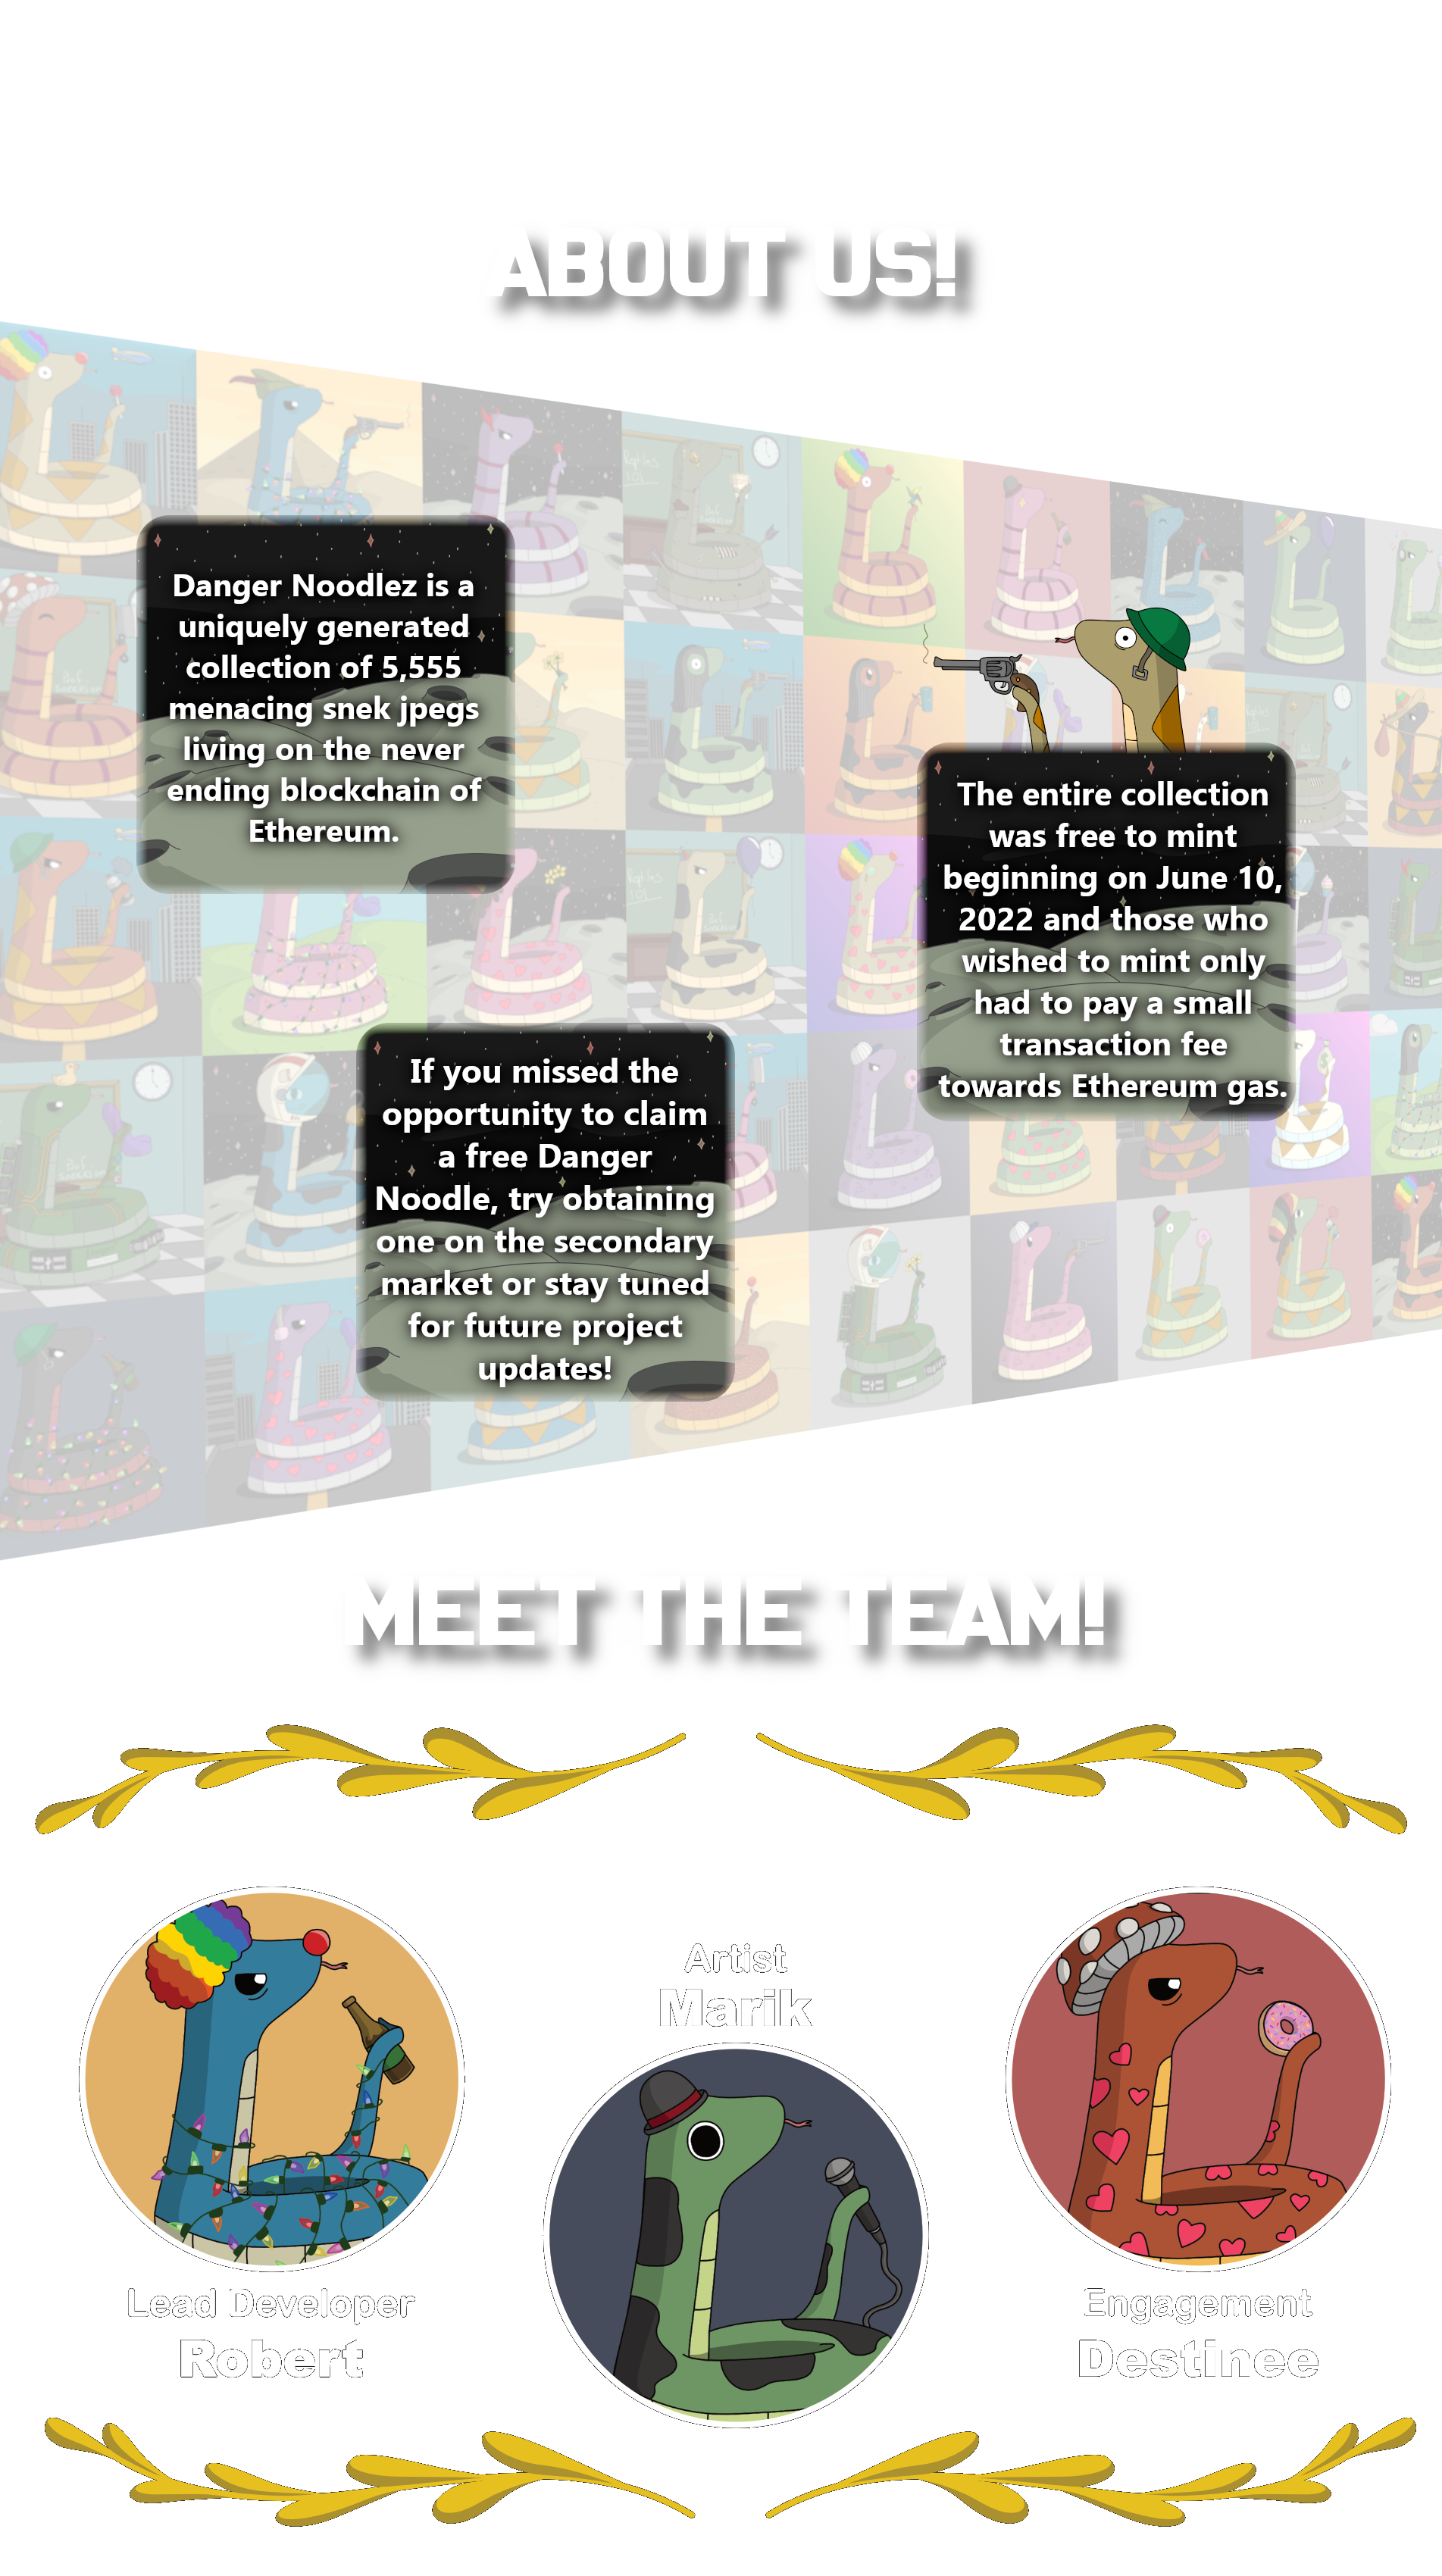 ABOUT US!
Danger Noodlez is a
uniquely generated
collection of 5,555
menacing snek jpegs
living on the never
ending blockchain of
Ethereum.
The entire collection
was free to mint
beginning on June 10,
2022 and those who
wished to mint only
had to pay a small
transaction fee
towards Ethereum gas.
If you missed the
opportunity to claim
a free Danger
Noodle, try obtaining
one on the secondary
market or stay tuned
for future project
updates!
MEET THE TEAM!
Artist
Marik
Lead Developer
Robert
Engagement
Destinee